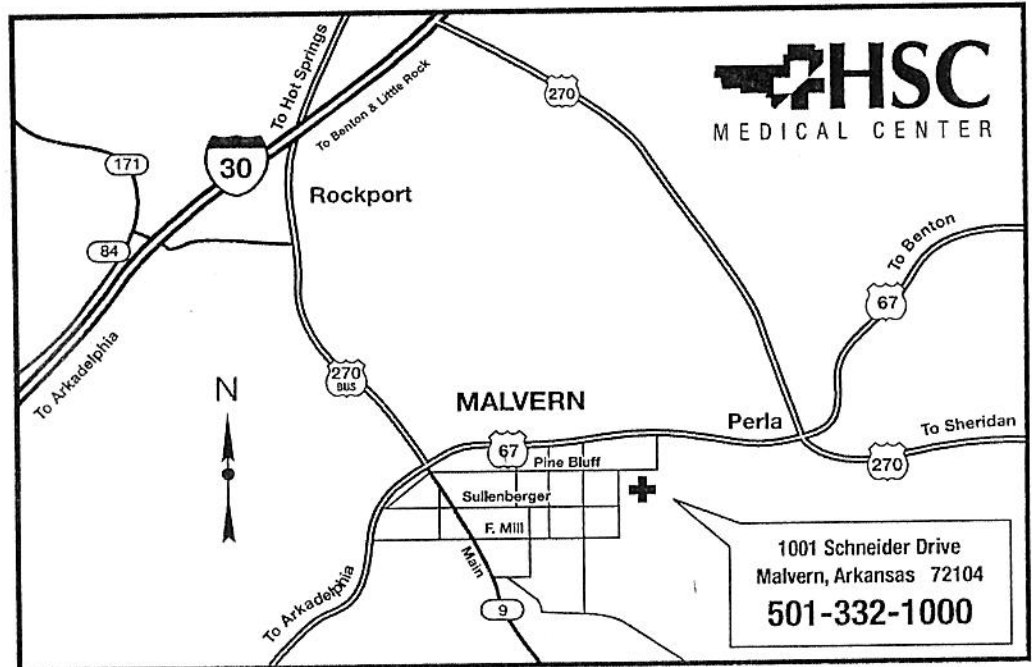 HSC
MEDICAL CENTER
To Hot Springs
To Benton & Little Rock
270
171
30
Rockport
84
To Benton
67
To Arkadelphia
270
BUS
N
MALVERN
Perla
To Sheridan
67
270
Pine Bluff
Sullenberger
F. Mill
Main
To Arkadelphia
9
1001 Schneider Drive
Malvern, Arkansas 72104
501-332-1000